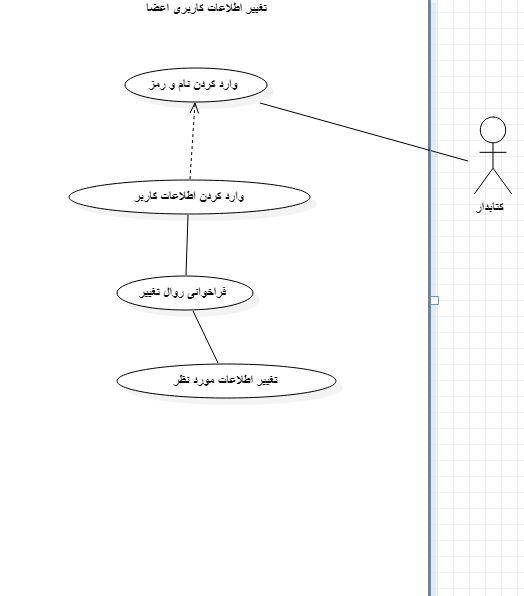 تغییر اطلاعات کاربری اعضا
وارد کردن نام و رمز
کتابدار
وارد کردن اطلاعات کاربر
فراخوانی روال تغییر
تغییر اطلاعات مورد نظر